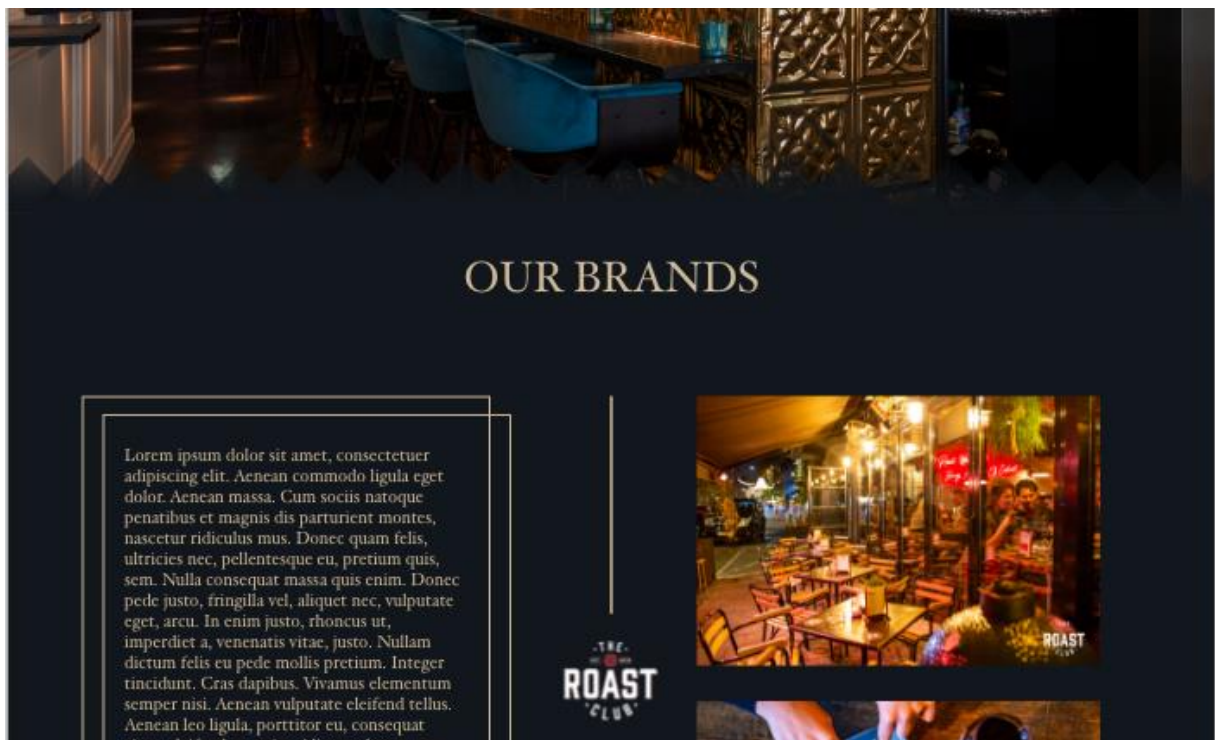 OUR BRANDS
Lorem ipsum dolor sit amet, consectetuer
adipiscing elit. Aenean commodo ligula eget
dolor. Aenean massa. Cum sociis natoque
penatibus et magnis dis parturient montes,
nascetur ridiculus mus. Donec quam felis,
ultricies nec, pellentesque eu, pretium quis,
sem. Nulla consequat massa quis enim. Donec
pede justo, fringilla vel, aliquet nec, vulputate
eget, arcu. In enim justo, rhoncus ut,
imperdiet a, venenatis vitae, justo. Nullam
dictum felis eu pede mollis pretium. Integer
tincidunt. Cras dapibus. Vivamus elementum
semper nisi. Aenean vulputate eleifend tellus.
Aenean leo ligula, porttitor eu, consequat
THE
ROAST
CLUB
ROAST
CLUB